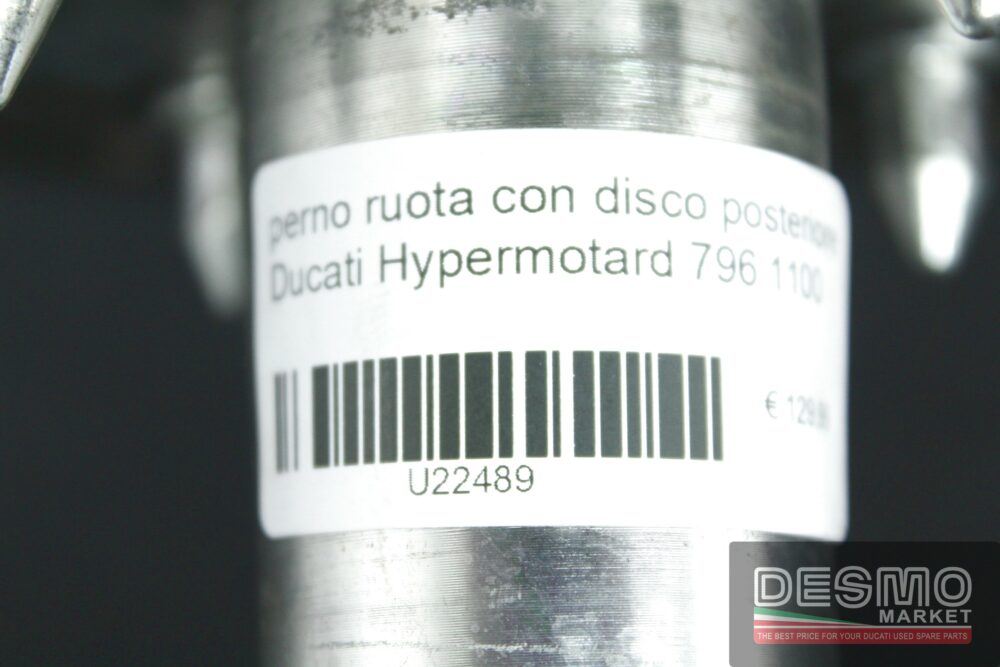 perno ruota con disco posteriore
Ducati Hypermotard 796 1100
€
U22489
DESMO
MARKET
THE BEST PRICE FOR YOUR DUCATI USED SPARE PARTS